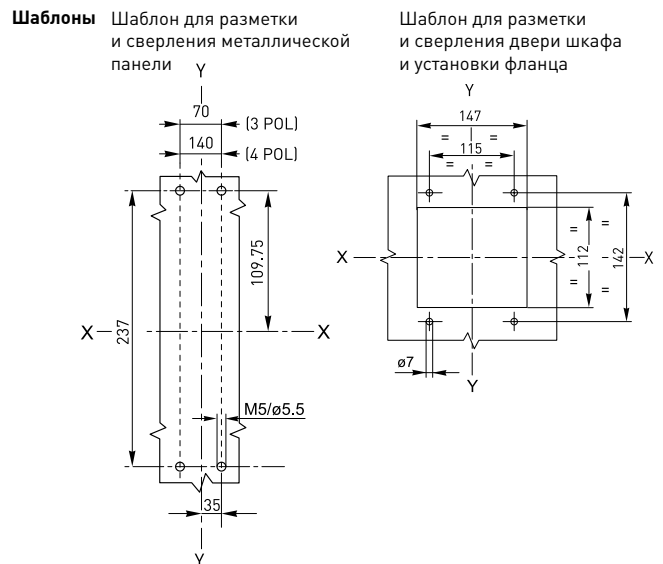 Шаблоны
Шаблон для разметки
и сверления металлической
панели
Y
70
(3 POL)
140
(4 POL)
109.75
237
X
X
M5/ø5.5
35
Y
Шаблон для разметки
и сверления двери шкафа
и установки фланца
Y
147
= =
115
= =
X
X
112
142
= =
= =
ø7
Y